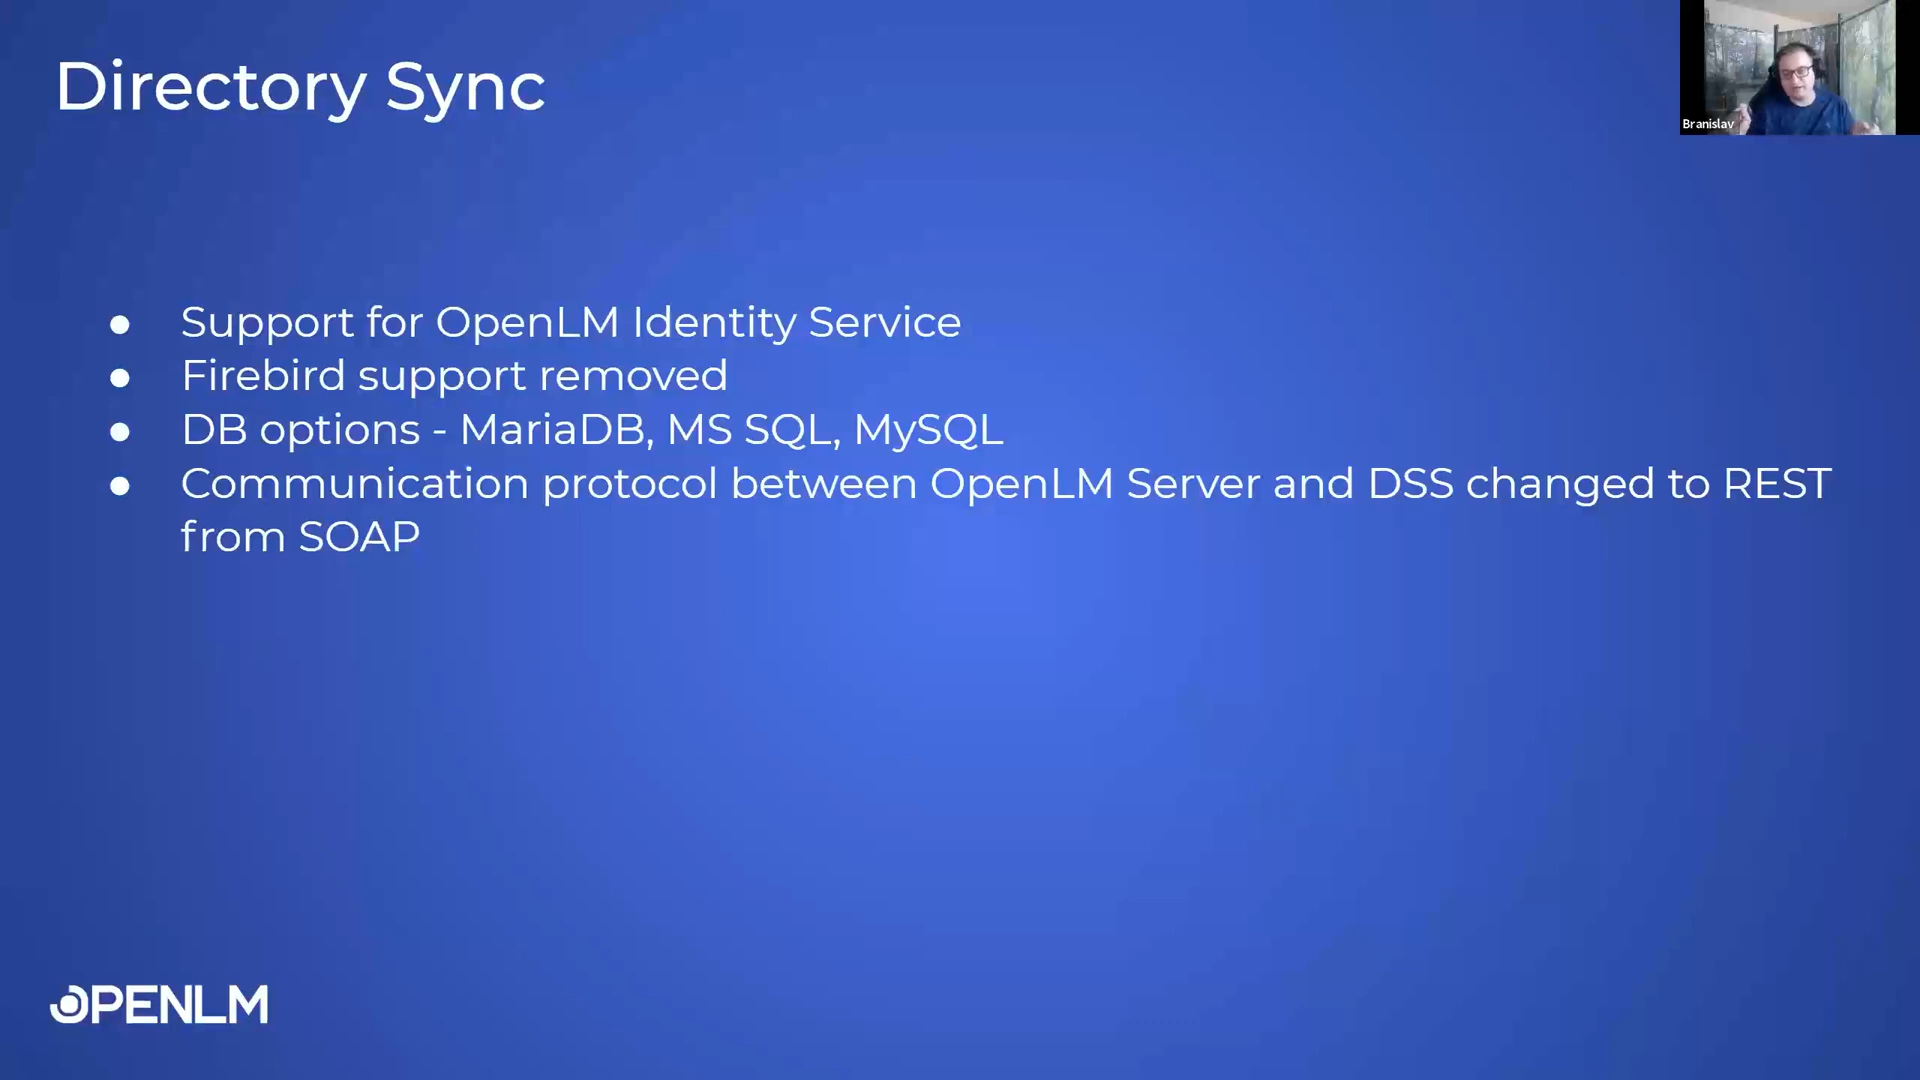 Directory Sync
Branislav
● Support for OpenLM Identity Service
● Firebird support removed
● DB options - MariaDB, MS SQL, MySQL
● Communication protocol between OpenLM Server and DSS changed to REST
from SOAP
OPENLM